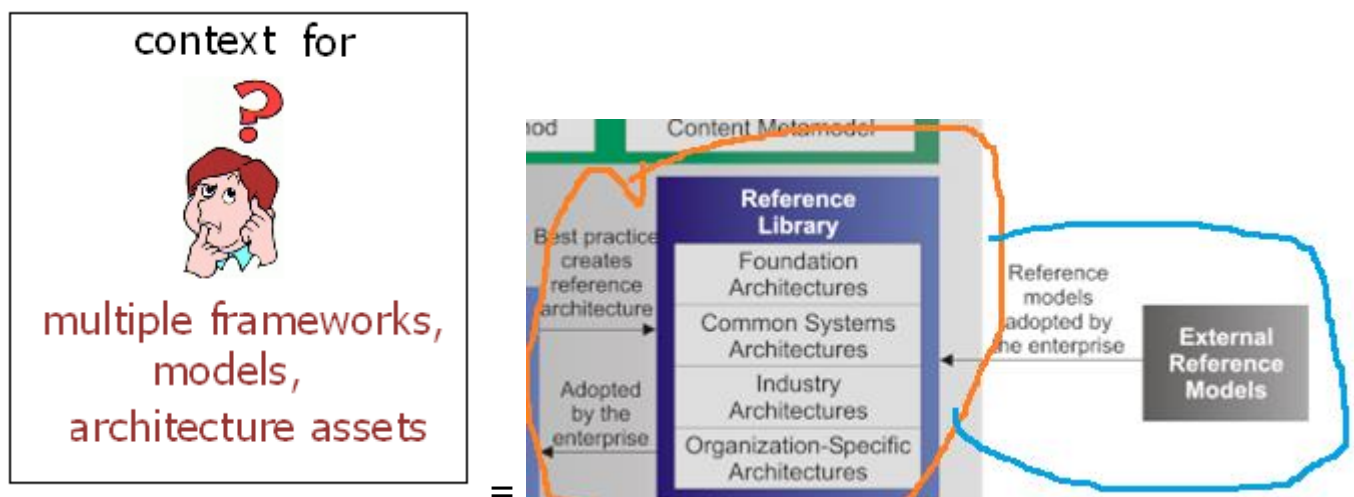 context for
?
multiple frameworks,
models,
architecture assets
=
Content Metamodel
Reference
Library
Foundation
Architectures
Common Systems
Architectures
Industry
Architectures
Organization-Specific
Architectures
Best practice
creates
reference
architecture
Adopted
by the
enterprise
Reference
models
adopted by
the enterprise
External
Reference
Models